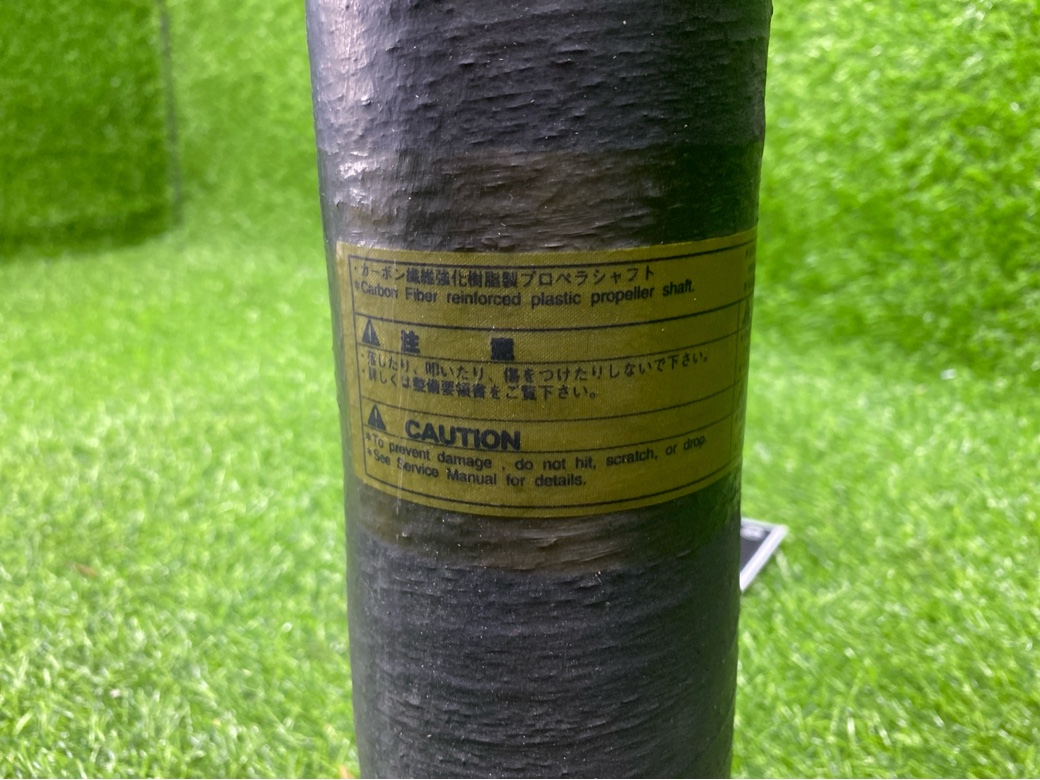 ・カーボン繊維強化樹脂製プロペラシャフト
*Carbon Fiber reinforced plastic propeller shaft.
注 意
・落したり、叩いたり、傷をつけたりしないで下さい。
・詳しくは整備要領書をご覧下さい。
CAUTION
*To prevent damage , do not hit, scratch, or drop.
*See Service Manual for details.